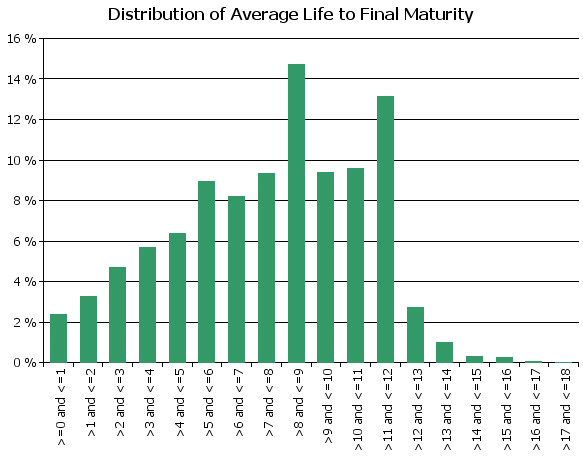 Distribution of Average Life to Final Maturity
16 %
14 %
12 %
10 %
8 %
6 %
4 %
2 %
0 %
>=0 and <=1
>1 and <=2
>2 and <=3
>3 and <=4
>4 and <=5
>5 and <=6
>6 and <=7
>7 and <=8
>8 and <=9
>9 and <=10
>10 and <=11
>11 and <=12
>12 and <=13
>13 and <=14
>14 and <=15
>15 and <=16
>16 and <=17
>17 and <=18